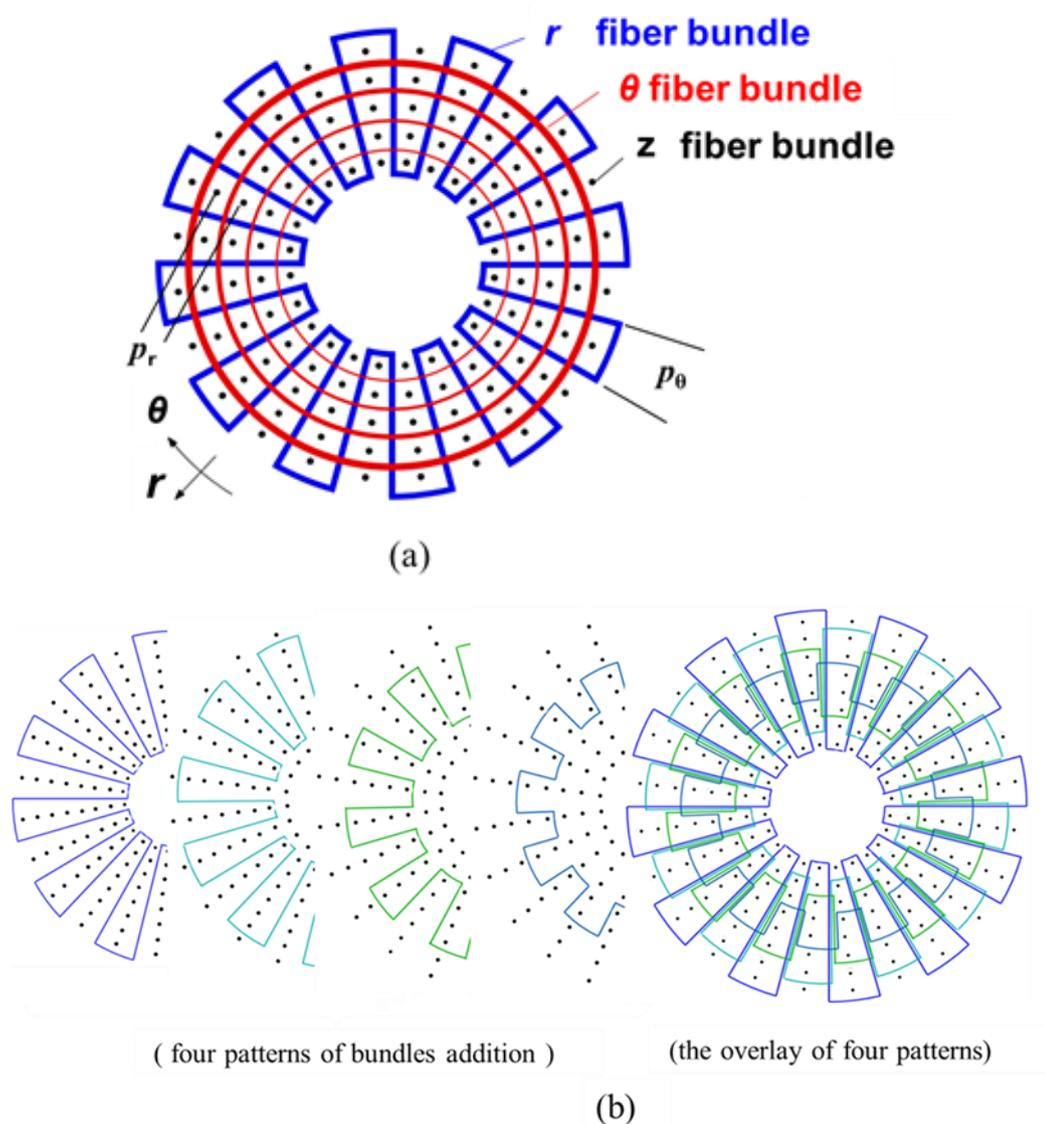 r fiber bundle
θ fiber bundle
z fiber bundle
pr
pθ
θ
r
(a)
( four patterns of bundles addition )
(the overlay of four patterns)
(b)